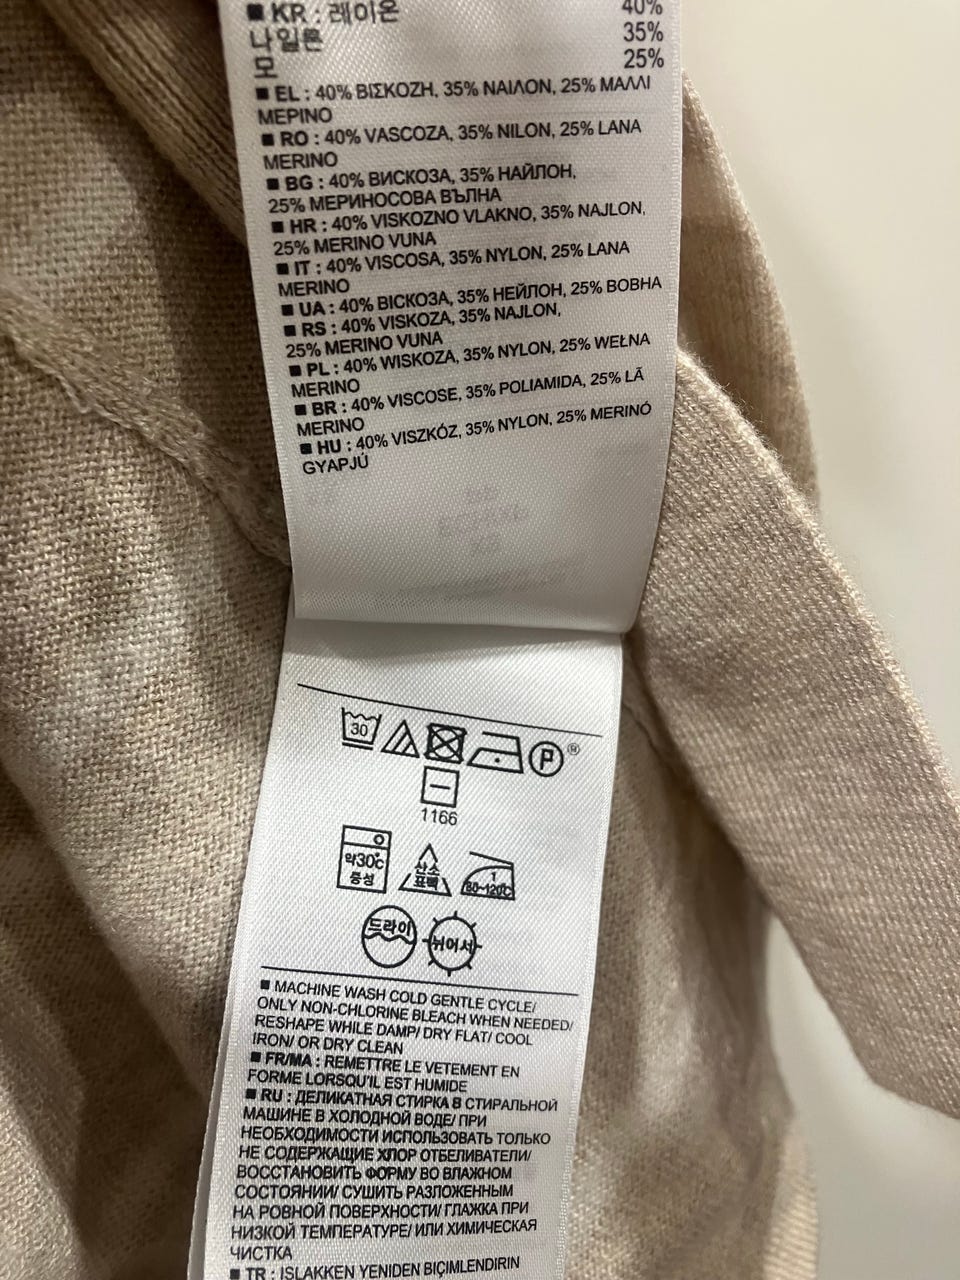 ■ KR : 레이온 40%
나일론 35%
모 25%
■ EL : 40% ΒΙΣΚΟΖΗ, 35% ΝΑΙΛΟΝ, 25% ΜΑΛΛΙ
ΜΕΡΙΝΟ
■ RO : 40% VASCOZA, 35% NILON, 25% LANA
MERINO
■ BG : 40% ВИСКОЗА, 35% НАЙЛОН,
25% МЕРИНОСОВА ВЪЛНА
■ HR : 40% VISKOZNO VLAKNO, 35% NAJLON,
25% MERINO VUNA
■ IT : 40% VISCOSA, 35% NYLON, 25% LANA
MERINO
■ UA : 40% ВІСКОЗА, 35% НЕЙЛОН, 25% ВОВНА
■ RS : 40% VISKOZA, 35% NAJLON,
25% MERINO VUNA
■ PL : 40% WISKOZA, 35% NYLON, 25% WEŁNA
MERINO
■ BR : 40% VISCOSE, 35% POLIAMIDA, 25% LÃ
MERINO
■ HU : 40% VISZKÓZ, 35% NYLON, 25% MERINÓ
GYAPJÚ
30 P ®
1166
약30℃
중성
산소
표백
1
80~120℃
드라이
뉘어서
■ MACHINE WASH COLD GENTLE CYCLE/
ONLY NON-CHLORINE BLEACH WHEN NEEDED/
RESHAPE WHILE DAMP/ DRY FLAT/ COOL
IRON/ OR DRY CLEAN
■ FR/MA : REMETTRE LE VETEMENT EN
FORME LORSQU'IL EST HUMIDE
■ RU : ДЕЛИКАТНАЯ СТИРКА В СТИРАЛЬНОЙ
МАШИНЕ В ХОЛОДНОЙ ВОДЕ/ ПРИ
НЕОБХОДИМОСТИ ИСПОЛЬЗОВАТЬ ТОЛЬКО
НЕ СОДЕРЖАЩИЕ ХЛОР ОТБЕЛИВАТЕЛИ/
ВОССТАНОВИТЬ ФОРМУ ВО ВЛАЖНОМ
СОСТОЯНИИ/ СУШИТЬ РАЗЛОЖЕННЫМ
НА РОВНОЙ ПОВЕРХНОСТИ/ ГЛАЖКА ПРИ
НИЗКОЙ ТЕМПЕРАТУРЕ/ ИЛИ ХИМИЧЕСКАЯ
ЧИСТКА
■ TR : ISLAKKEN YENIDEN BIÇIMLENDIRIN